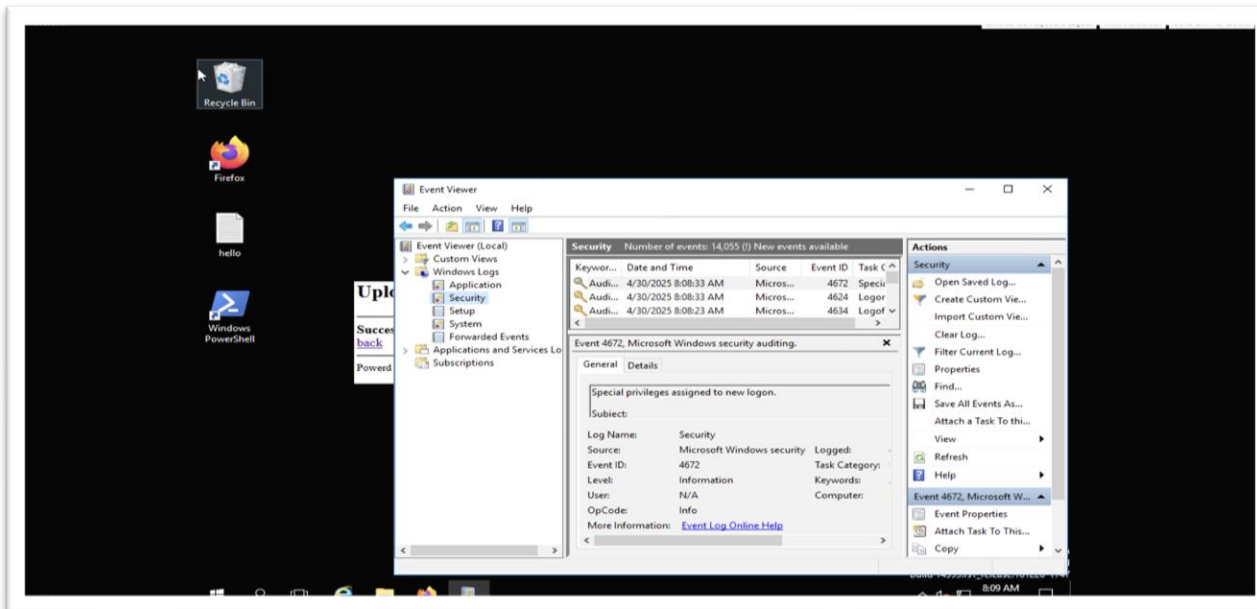 Recycle Bin
Firefox
hello
Windows
PowerShell
Uplo
Succes
back
Powerd
Event Viewer
File Action View Help
Event Viewer (Local)
Custom Views
Windows Logs
Application
Security
Setup
System
Forwarded Events
Applications and Services Lo
Subscriptions
Security Number of events: 14,055 (!) New events available
Keywor... Date and Time Source Event ID Task C
Audi... 4/30/2025 8:08:33 AM Micros... 4672 Speci
Audi... 4/30/2025 8:08:33 AM Micros... 4624 Logor
Audi... 4/30/2025 8:08:23 AM Micros... 4634 Logof
Event 4672, Microsoft Windows security auditing.
General Details
Special privileges assigned to new logon.
Subject:
Log Name: Security
Source: Microsoft Windows security Logged:
Event ID: 4672 Task Category:
Level: Information Keywords:
User: N/A Computer:
OpCode: Info
More Information: Event Log Online Help
Actions
Security
Open Saved Log...
Create Custom Vie...
Import Custom Vie...
Clear Log...
Filter Current Log...
Properties
Find...
Save All Events As...
Attach a Task To thi...
View
Refresh
Help
Event 4672, Microsoft W...
Event Properties
Attach Task To This...
Copy
8:09 AM